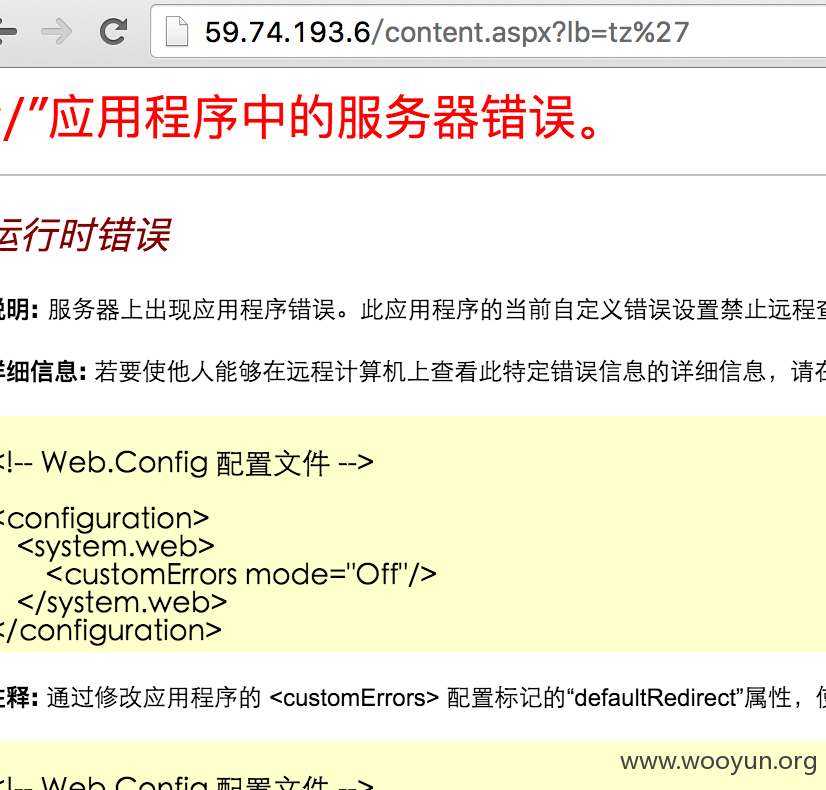 59.74.193.6/content.aspx?lb=tz%27
/”应用程序中的服务器错误。
运行时错误
说明: 服务器上出现应用程序错误。此应用程序的当前自定义错误设置禁止远程查
详细信息: 若要使他人能够在远程计算机上查看此特定错误信息的详细信息，请在
<!-- Web.Config 配置文件 -->
<configuration>
<system.web>
<customErrors mode="Off"/>
</system.web>
</configuration>
注释: 通过修改应用程序的 <customErrors> 配置标记的“defaultRedirect”属性，使
<!-- Web.Config 配置文件 -->
www.wooyun.org